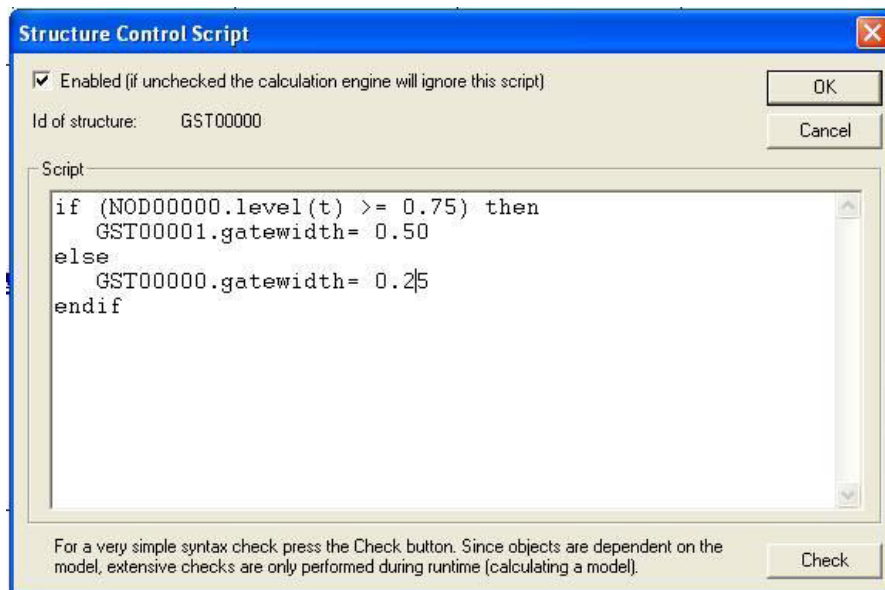 Structure Control Script
Enabled (if unchecked the calculation engine will ignore this script)
OK
Id of structure: GST00000
Cancel
Script
if (NOD00000.level(t) >= 0.75) then
   GST00001.gatewidth= 0.50
else
   GST00000.gatewidth= 0.25
endif
For a very simple syntax check press the Check button. Since objects are dependent on the
model, extensive checks are only performed during runtime (calculating a model).
Check